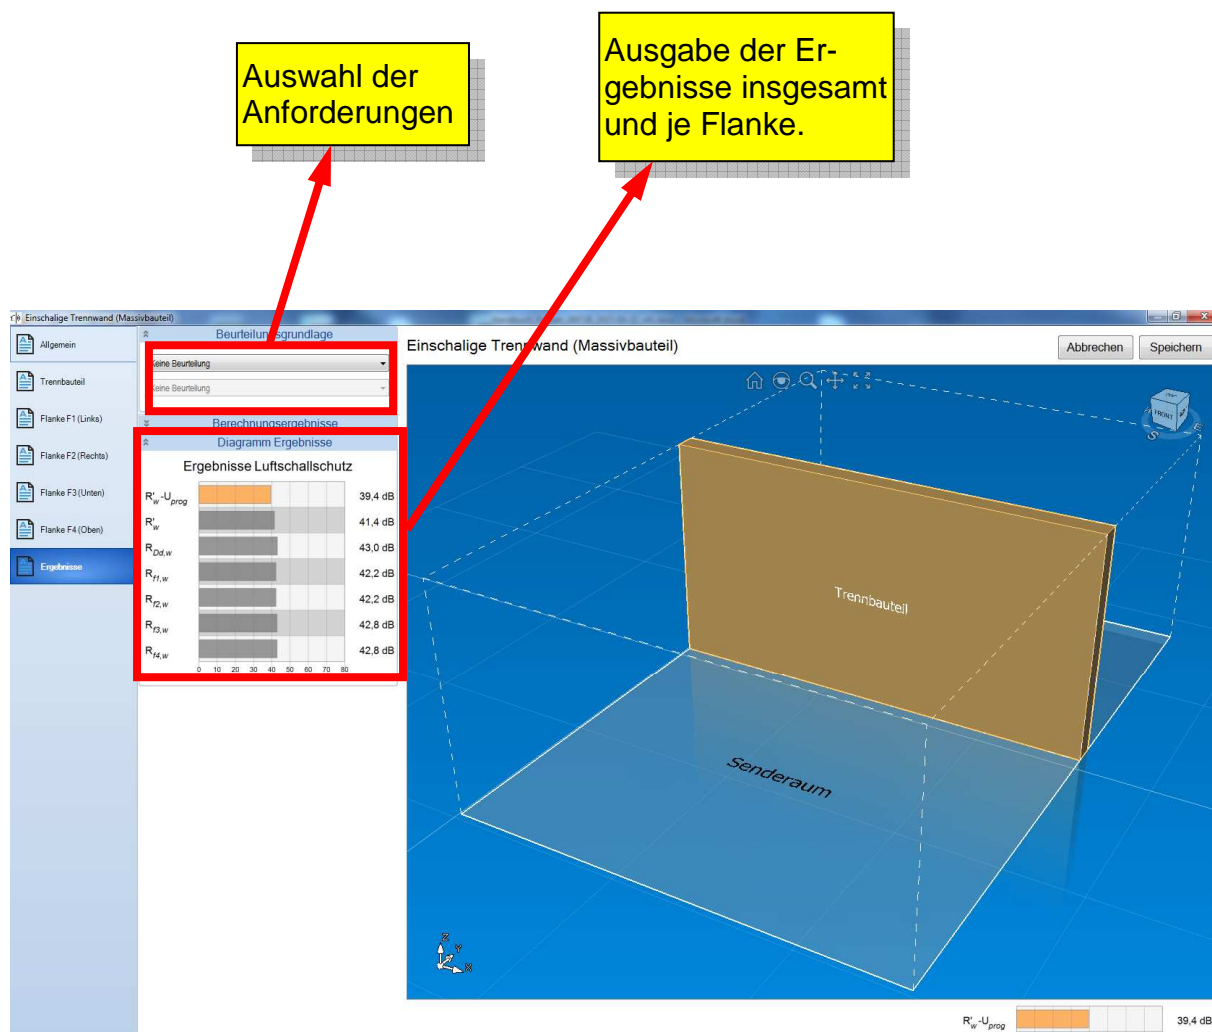 Auswahl der
Anforderungen
Ausgabe der Er-
gebnisse insgesamt
und je Flanke.
Einschalige Trennwand (Massivbauteil)
Allgemein
Trennbauteil
Flanke F1 (Links)
Flanke F2 (Rechts)
Flanke F3 (Unten)
Flanke F4 (Oben)
Ergebnisse
Beurteilungsgrundlage
Keine Beurteilung
Keine Beurteilung
Berechnungsergebnisse
Diagramm Ergebnisse
Ergebnisse Luftschallschutz
R'w-Uprog 39,4 dB
R'w 41,4 dB
RDd,w 43,0 dB
Rf1,w 42,2 dB
Rf2,w 42,2 dB
Rf3,w 42,8 dB
Rf4,w 42,8 dB
0 10 20 30 40 50 60 70 80
Einschalige Trennwand (Massivbauteil)
Abbrechen Speichern
FRONT
S
E
Trennbauteil
Senderaum
Z
Y
X
R'w-Uprog 39,4 dB